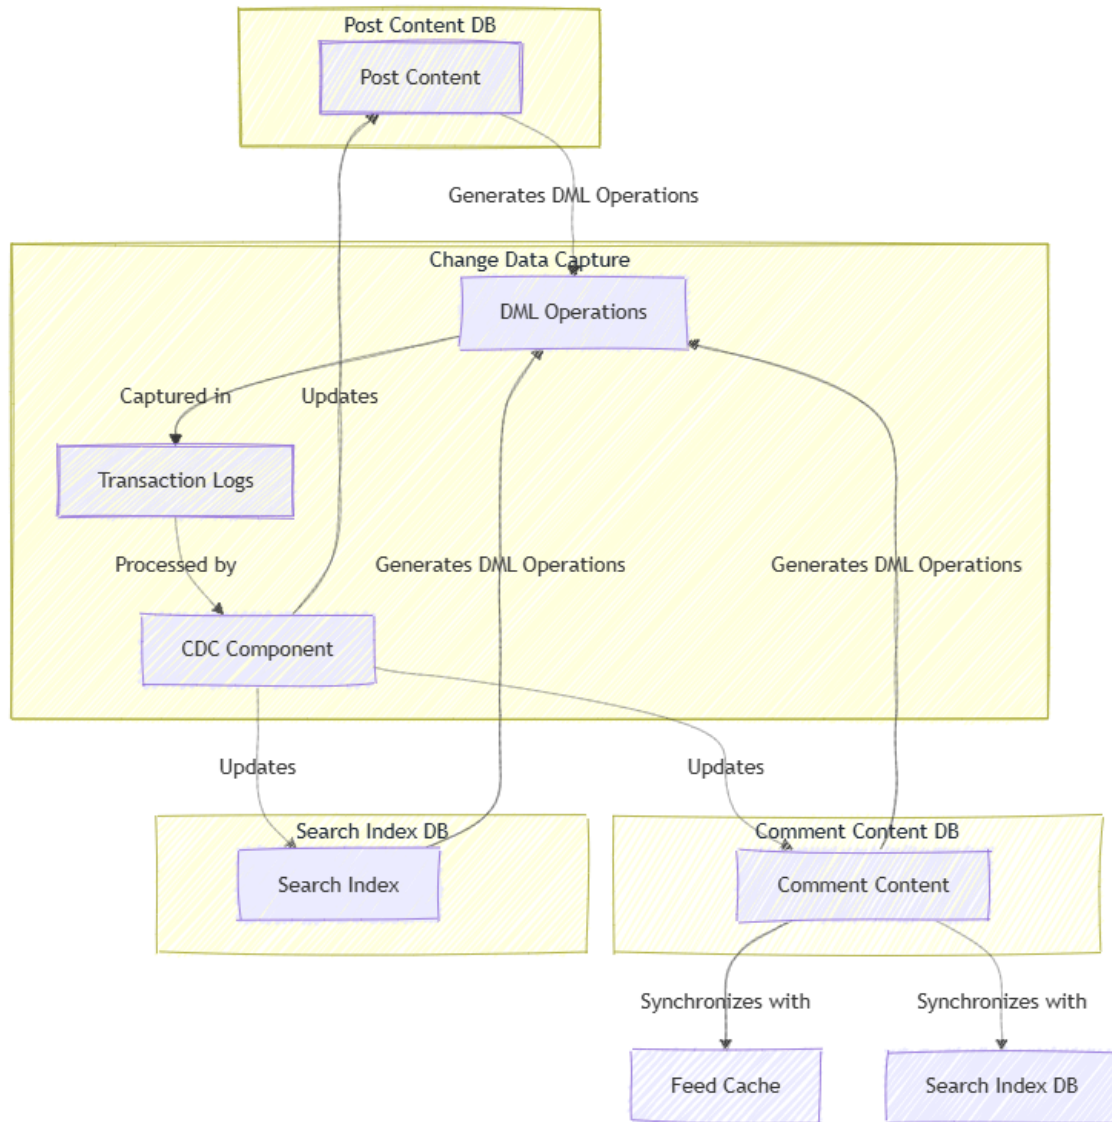 Post Content DB
Post Content
Generates DML Operations
Change Data Capture
DML Operations
Captured in
Updates
Transaction Logs
Processed by
Generates DML Operations
Generates DML Operations
CDC Component
Updates
Updates
Search Index DB
Comment Content DB
Search Index
Comment Content
Synchronizes with
Synchronizes with
Feed Cache
Search Index DB